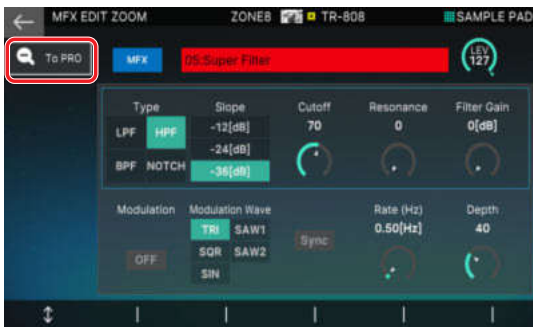 MFX EDIT ZOOM ZONE8 TR-808 SAMPLE PAD
To PRO MFX 05:Super Filter LEV
127
Type Slope Cutoff Resonance Filter Gain
LPF HPF -12[dB] 70 0 0[dB]
-24[dB]
BPF NOTCH -36[dB]
Modulation Modulation Wave Rate (Hz) Depth
TRI SAW1 0.50[Hz] 40
OFF SQR SAW2 Sync
SIN